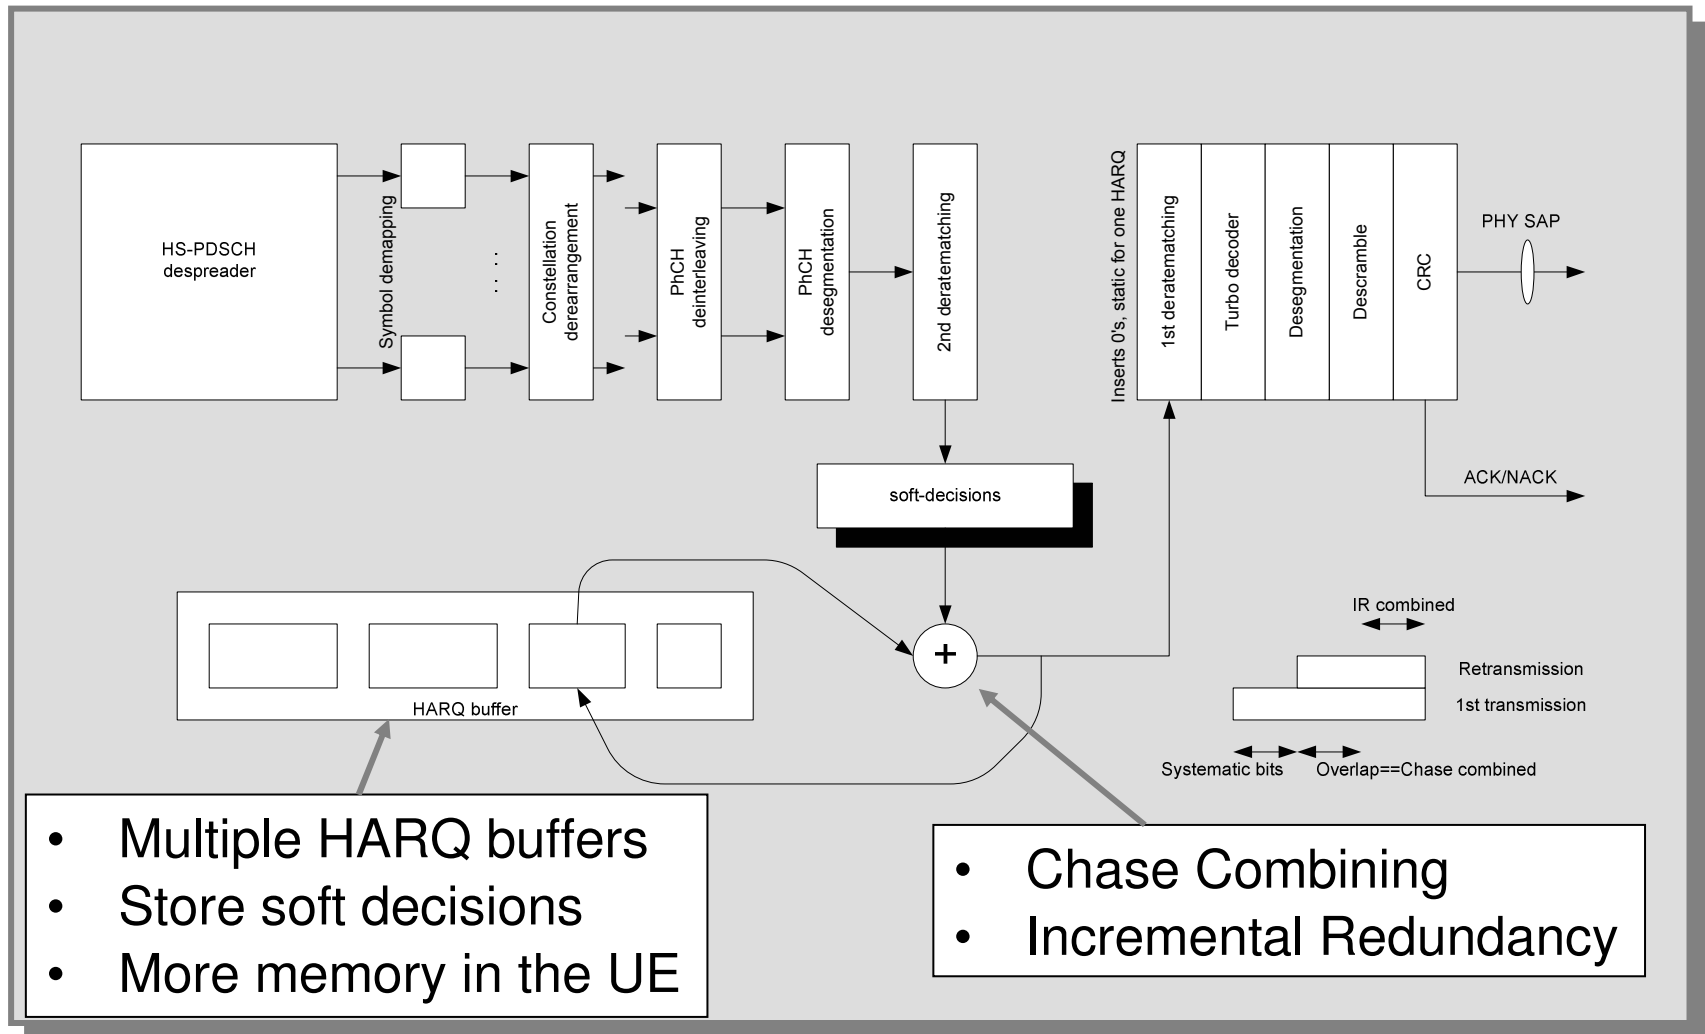 HS-PDSCH
despreader
Symbol demapping
. . . .
Constellation
derearrangement
PhCH
deinterleaving
PhCH
desegmentation
2nd deratematching
Inserts 0's, static for one HARQ
1st deratematching
Turbo decoder
Desegmentation
Descramble
CRC
PHY SAP
ACK/NACK
soft-decisions
+
HARQ buffer
IR combined
Retransmission
1st transmission
Systematic bits
Overlap==Chase combined
• Multiple HARQ buffers
• Store soft decisions
• More memory in the UE
• Chase Combining
• Incremental Redundancy